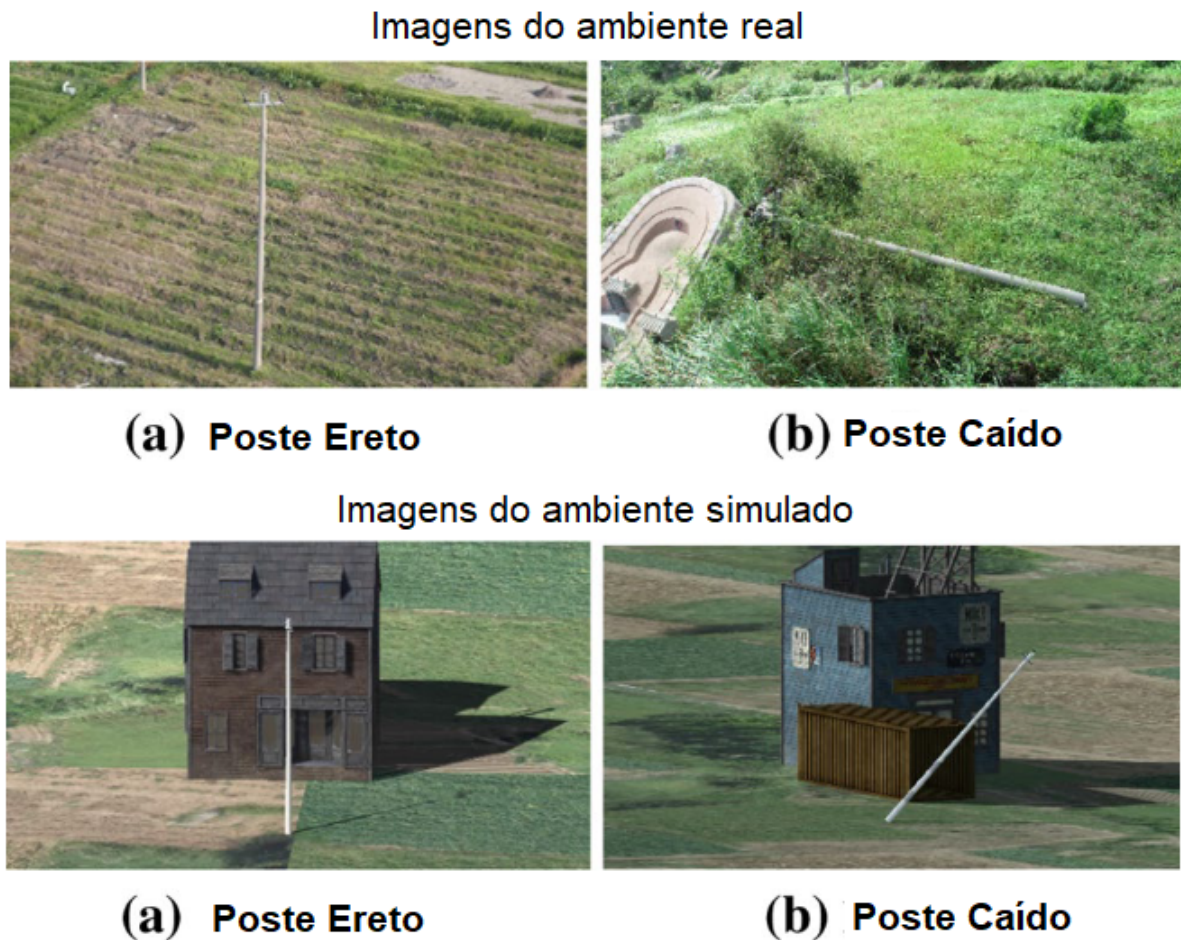 Imagens do ambiente real
(a) Poste Ereto
(b) Poste Caído
Imagens do ambiente simulado
(a) Poste Ereto
(b) Poste Caído